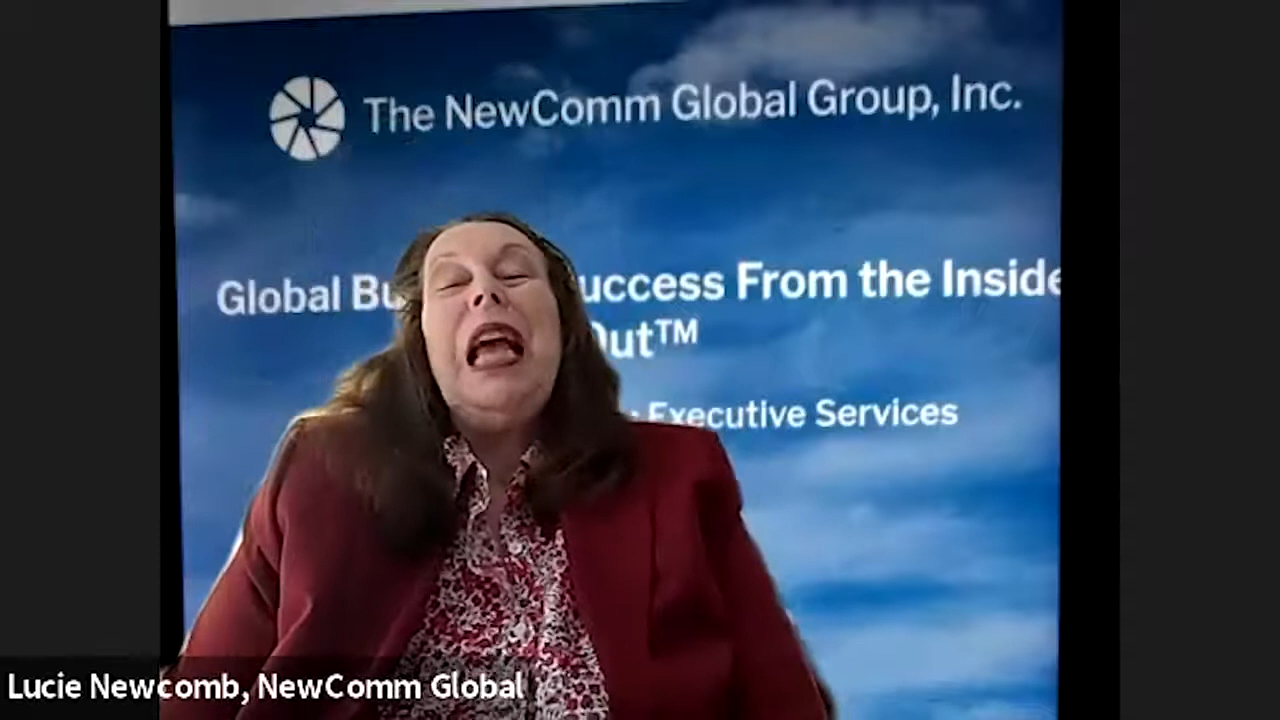 The NewComm Global Group, Inc.
Global Bu uccess From the Inside
Out™
: Executive Services
Lucie Newcomb, NewComm Global